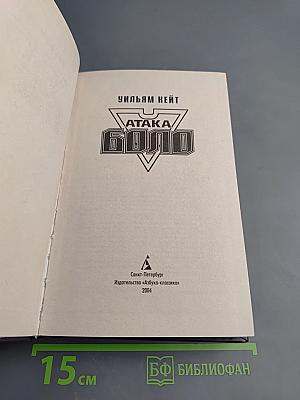 УИЛЬЯМ КЕЙТ
АТАКА
БОЛО
Санкт-Петербург
Издательство «Азбука-классика»
2004
15 см
БФ БИБЛИОФАН